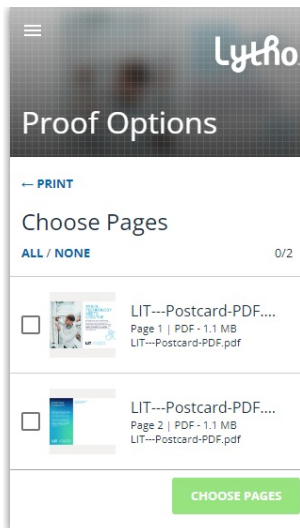 Lytho
Proof Options
← PRINT
Choose Pages
ALL / NONE 0/2
LIT---Postcard-PDF....
Page 1 | PDF - 1.1 MB
LIT---Postcard-PDF.pdf
LIT
LIT---Postcard-PDF....
Page 2 | PDF - 1.1 MB
LIT---Postcard-PDF.pdf
LIT
CHOOSE PAGES